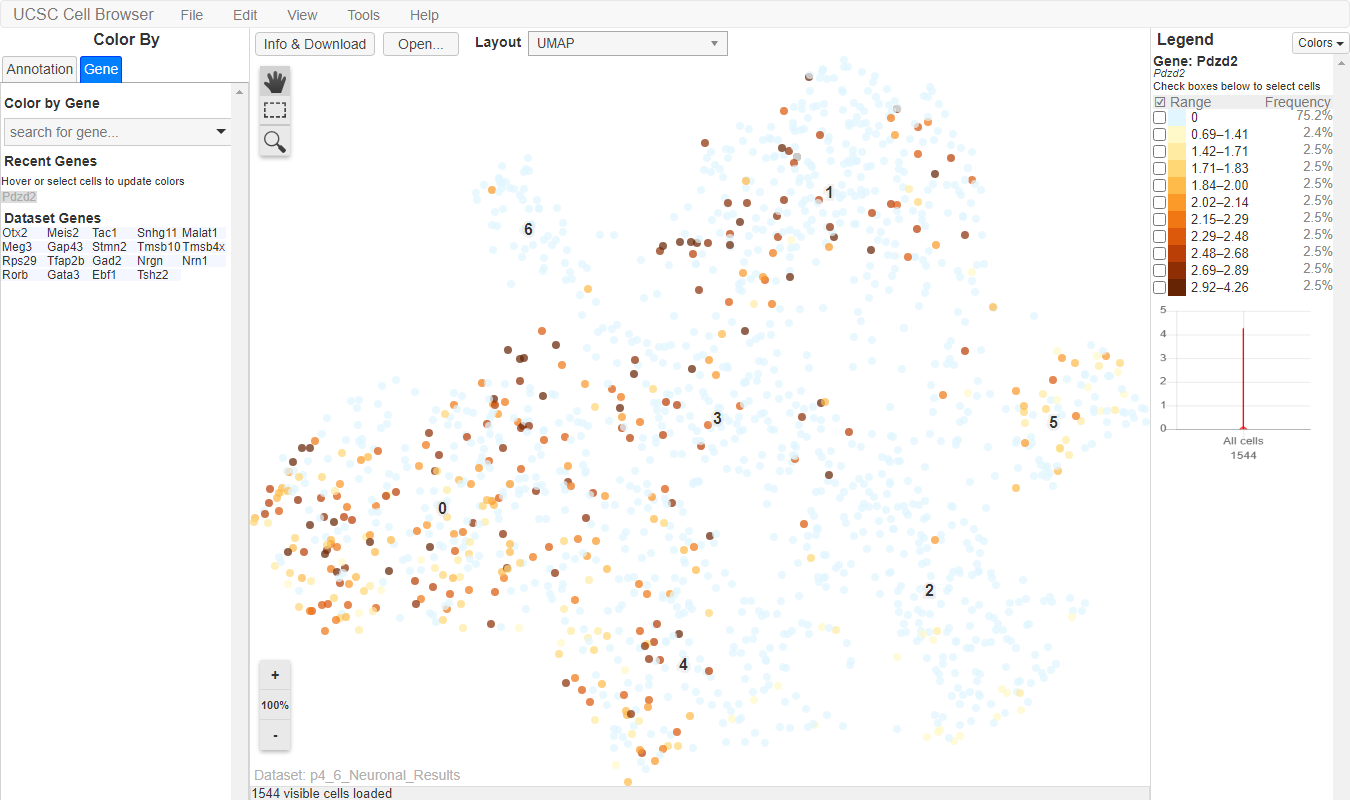 UCSC Cell Browser File Edit View Tools Help
Color By
Annotation Gene
Color by Gene
search for gene...
Recent Genes
Hover or select cells to update colors
Pdzd2
Dataset Genes
Otx2 Meis2 Tac1 Snhg11 Malat1
Meg3 Gap43 Stmn2 Tmsb10 Tmsb4x
Rps29 Tfap2b Gad2 Nrgn Nrn1
Rorb Gata3 Ebf1 Tshz2
Info & Download Open... Layout UMAP
1
6
3
5
0
2
4
+
100%
-
Dataset: p4_6_Neuronal_Results
1544 visible cells loaded
Legend Colors
Gene: Pdzd2
Pdzd2
Check boxes below to select cells
Range Frequency
0 75.2%
0.69–1.41 2.4%
1.42–1.71 2.5%
1.71–1.83 2.5%
1.84–2.00 2.5%
2.02–2.14 2.5%
2.15–2.29 2.5%
2.29–2.48 2.5%
2.48–2.68 2.5%
2.69–2.89 2.5%
2.92–4.26 2.5%
5
4
3
2
1
0
All cells
1544